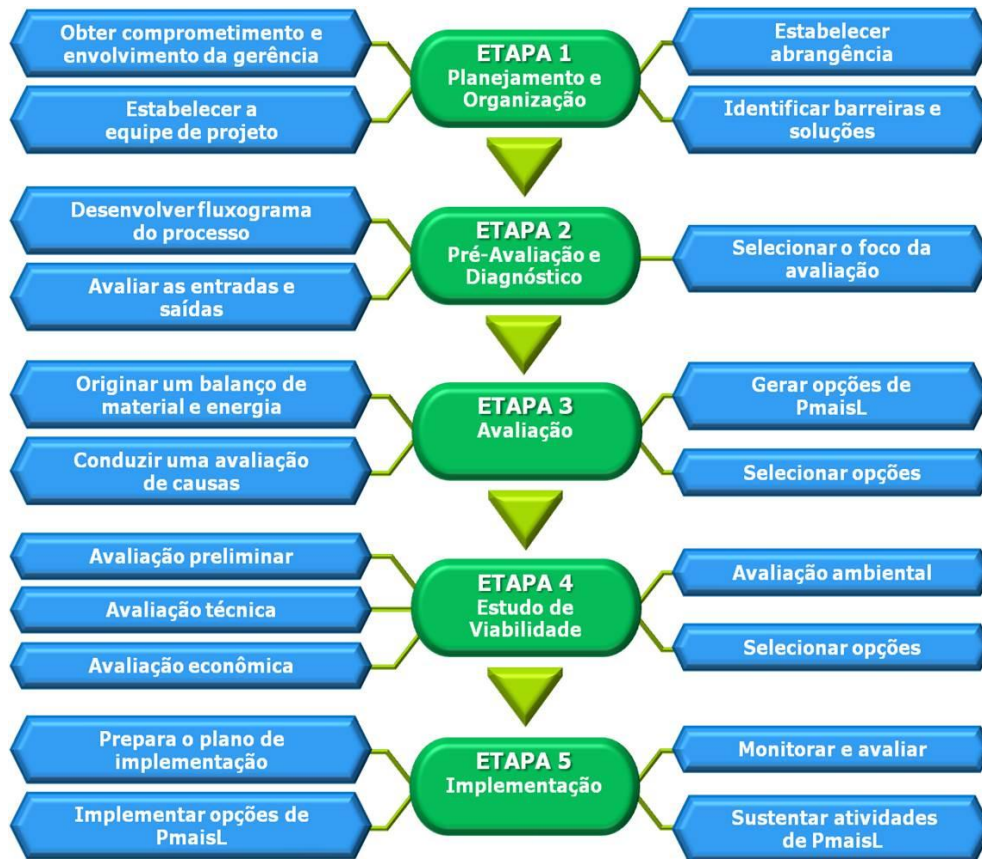 Obter comprometimento e
envolvimento da gerência
Estabelecer a
equipe de projeto
ETAPA 1
Planejamento e
Organização
Estabelecer
abrangência
Identificar barreiras e
soluções
Desenvolver fluxograma
do processo
Avaliar as entradas e
saídas
ETAPA 2
Pré-Avaliação e
Diagnóstico
Selecionar o foco da
avaliação
Originar um balanço de
material e energia
Conduzir uma avaliação
de causas
ETAPA 3
Avaliação
Gerar opções de
PmaisL
Selecionar opções
Avaliação preliminar
Avaliação técnica
Avaliação econômica
ETAPA 4
Estudo de
Viabilidade
Avaliação ambiental
Selecionar opções
Prepara o plano de
implementação
Implementar opções de
PmaisL
ETAPA 5
Implementação
Monitorar e avaliar
Sustentar atividades
de PmaisL